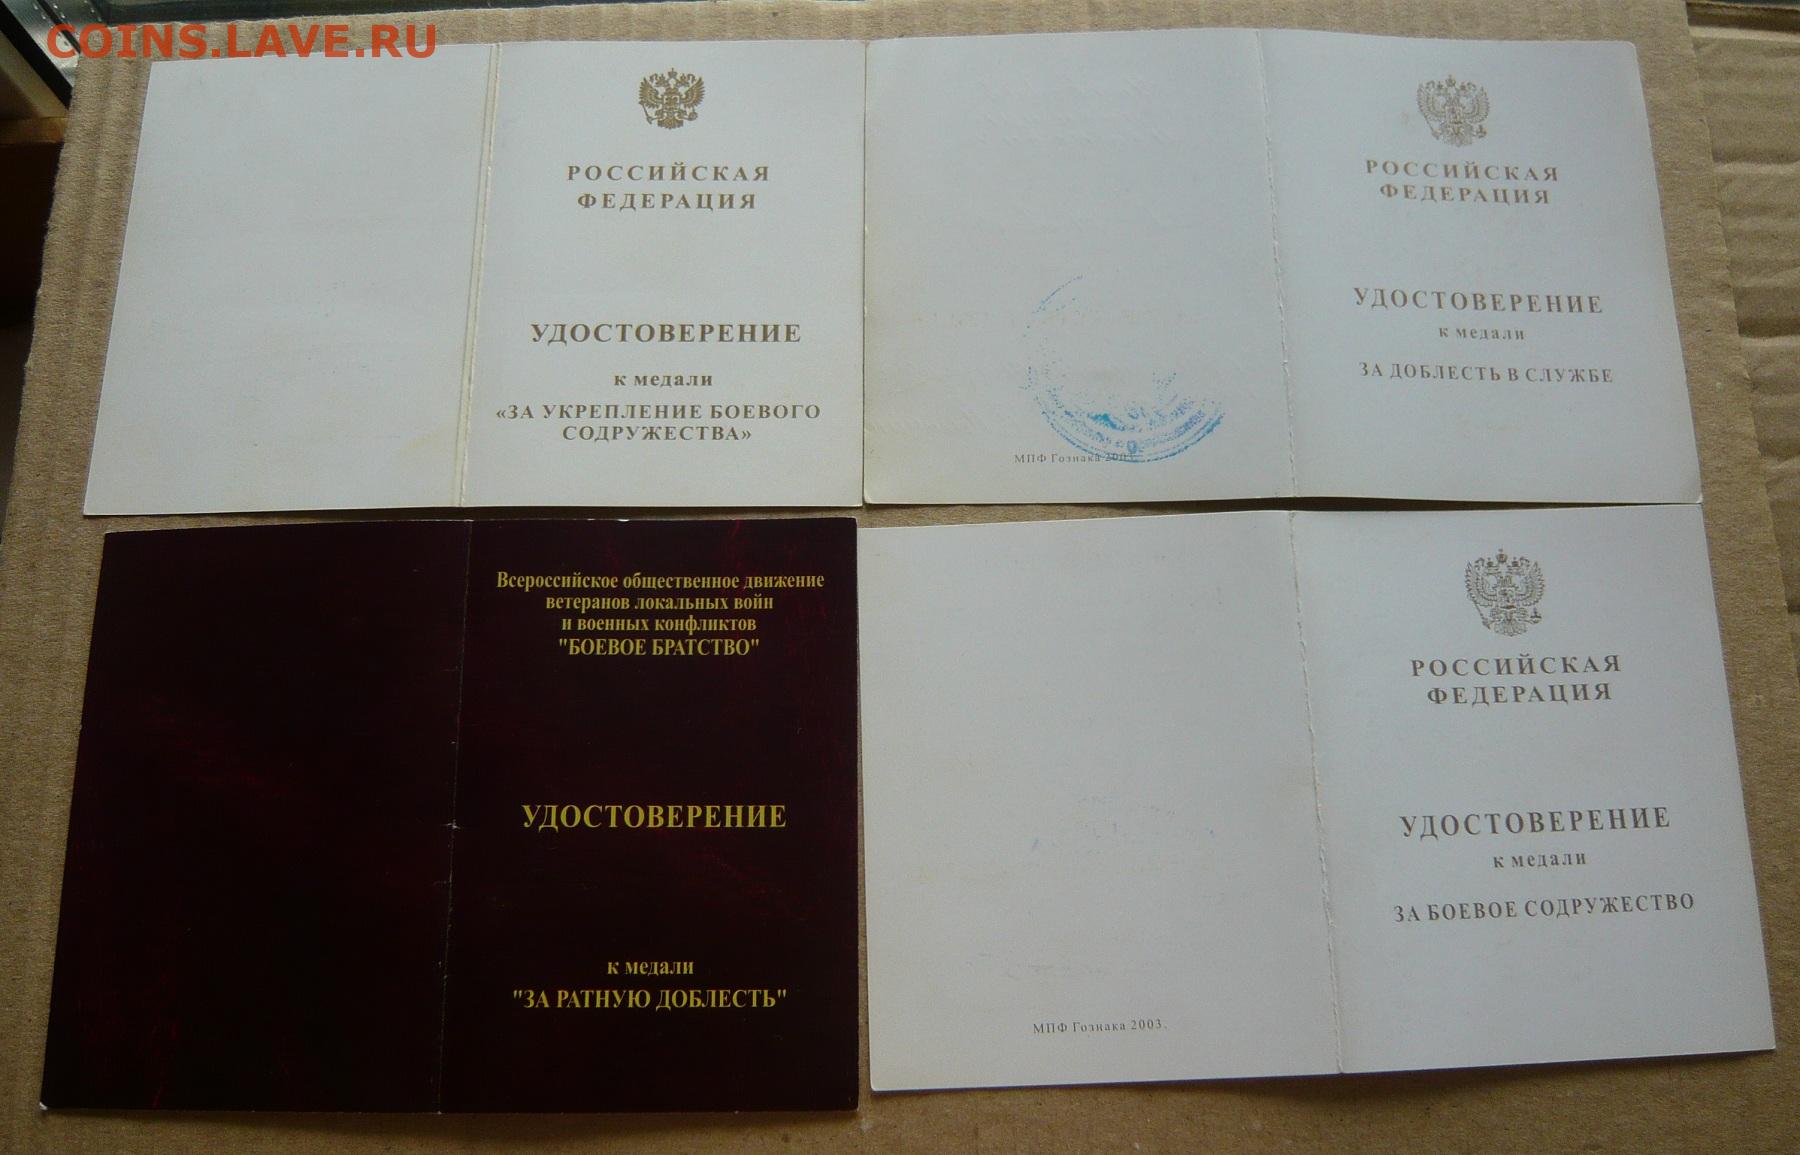 COINS.LAVE.RU
РОССИЙСКАЯ
ФЕДЕРАЦИЯ
УДОСТОВЕРЕНИЕ
к медали
«ЗА УКРЕПЛЕНИЕ БОЕВОГО
СОДРУЖЕСТВА»
МПФ Гознака 2003.
РОССИЙСКАЯ
ФЕДЕРАЦИЯ
УДОСТОВЕРЕНИЕ
к медали
ЗА ДОБЛЕСТЬ В СЛУЖБЕ
Всероссийское общественное движение
ветеранов локальных войн
и военных конфликтов
"БОЕВОЕ БРАТСТВО"
УДОСТОВЕРЕНИЕ
к медали
"ЗА РАТНУЮ ДОБЛЕСТЬ"
МПФ Гознака 2003.
РОССИЙСКАЯ
ФЕДЕРАЦИЯ
УДОСТОВЕРЕНИЕ
к медали
ЗА БОЕВОЕ СОДРУЖЕСТВО